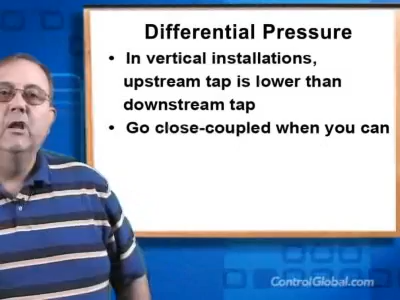 Differential Pressure
• In vertical installations,
upstream tap is lower than
downstream tap
• Go close-coupled when you can
ControlGlobal.com